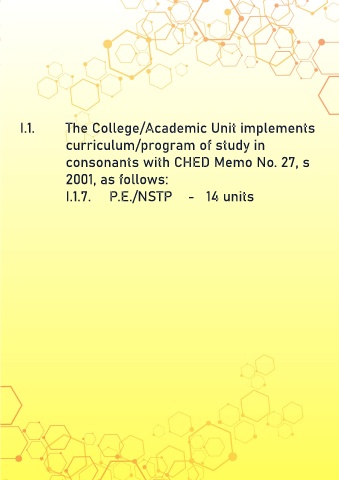 I.1. The College/Academic Unit implements
curriculum/program of study in
consonants with CHED Memo No. 27, s
2001, as follows:
I.1.7. P.E./NSTP - 14 units